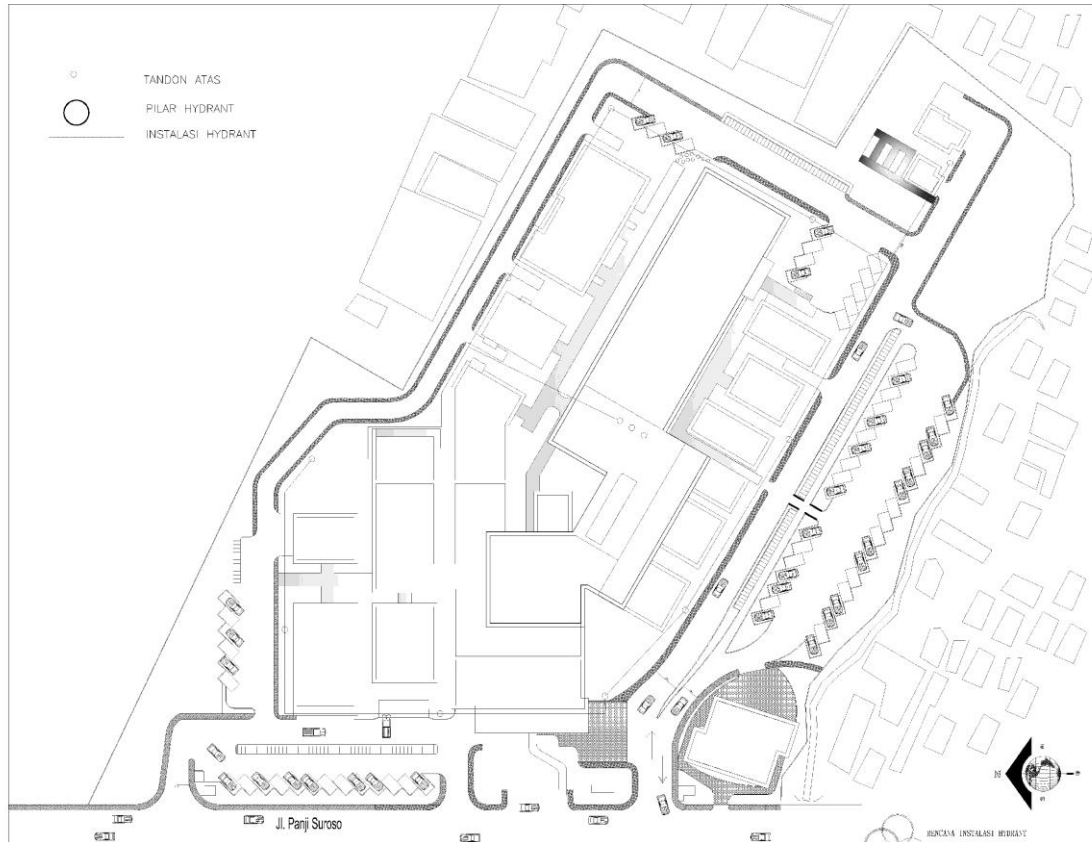 TANDON ATAS
PILAR HYDRANT
INSTALASI HYDRANT
Jl. Panji Suroso
RENCANA INSTALASI HYDRANT